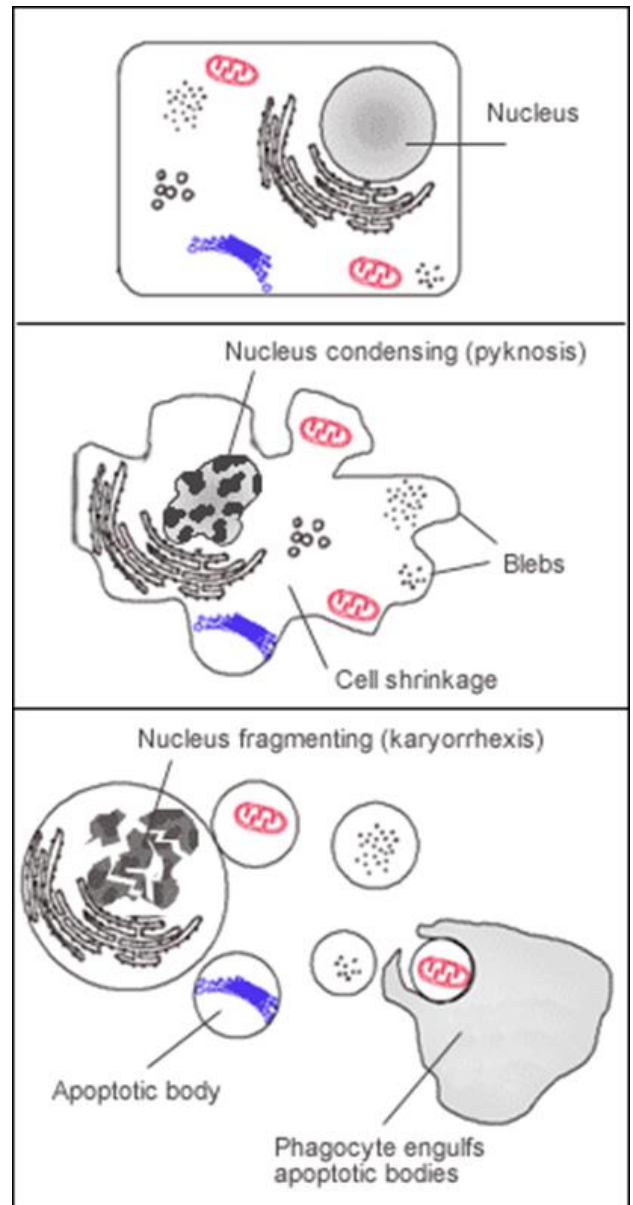 Nucleus
Nucleus condensing (pyknosis)
Blebs
Cell shrinkage
Nucleus fragmenting (karyorrhexis)
Apoptotic body
Phagocyte engulfs
apoptotic bodies